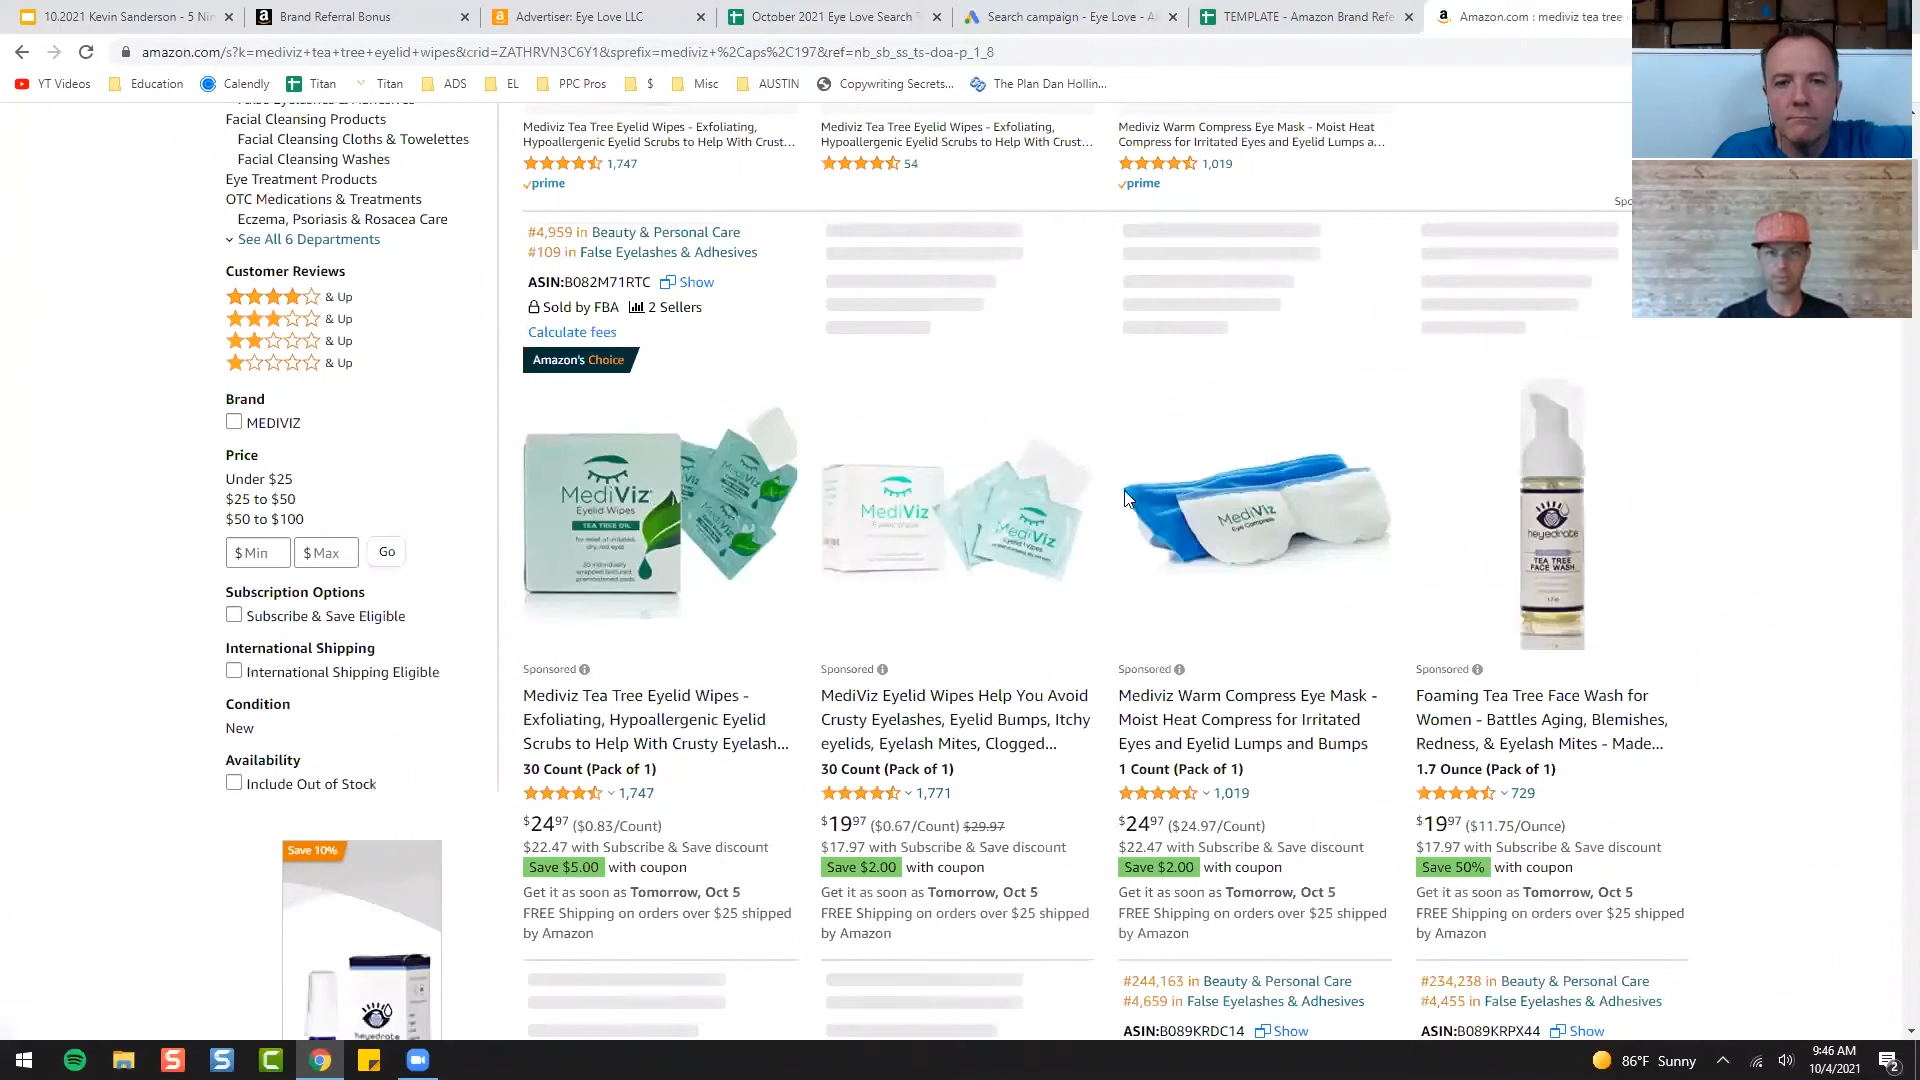 10.2021 Kevin Sanderson - 5 Nin
Brand Referral Bonus
Advertiser: Eye Love LLC
October 2021 Eye Love Search
Search campaign - Eye Love - A
TEMPLATE - Amazon Brand Refe
Amazon.com : mediviz tea tree
amazon.com/s?k=mediviz+tea+tree+eyelid+wipes&crid=ZATHRVN3C6Y1&sprefix=mediviz+%2Caps%2C197&ref=nb_sb_ss_ts-doa-p_1_8
YT Videos
Education
Calendly
Titan
Titan
ADS
EL
PPC Pros
$
Misc
AUSTIN
Copywriting Secrets...
The Plan Dan Hollin...
False Eyelashes & Adhesives
Facial Cleansing Products
Facial Cleansing Cloths & Towelettes
Facial Cleansing Washes
Eye Treatment Products
OTC Medications & Treatments
Eczema, Psoriasis & Rosacea Care
See All 6 Departments
Customer Reviews
& Up
& Up
& Up
& Up
Brand
MEDIVIZ
Price
Under $25
$25 to $50
$50 to $100
$ Min
$ Max
Go
Subscription Options
Subscribe & Save Eligible
International Shipping
International Shipping Eligible
Condition
New
Availability
Include Out of Stock
Save 10%
heyedrate
Mediviz Tea Tree Eyelid Wipes - Exfoliating,
Hypoallergenic Eyelid Scrubs to Help With Crust...
1,747
prime
Mediviz Tea Tree Eyelid Wipes - Exfoliating,
Hypoallergenic Eyelid Scrubs to Help With Crust...
54
Mediviz Warm Compress Eye Mask - Moist Heat
Compress for Irritated Eyes and Eyelid Lumps a...
1,019
prime
Spo
#4,959 in Beauty & Personal Care
#109 in False Eyelashes & Adhesives
ASIN:B082M71RTC Show
Sold by FBA 2 Sellers
Calculate fees
Amazon's Choice
MediViz
Eyelid Wipes
TEA TREE OIL
for relief of irritated,
dry, red eyes
MediViz
MediViz
Eyelid Wipes
MediViz
Eye Compress
heyedrate
TEA TREE
FACE WASH
Sponsored
Mediviz Tea Tree Eyelid Wipes -
Exfoliating, Hypoallergenic Eyelid
Scrubs to Help With Crusty Eyelash...
30 Count (Pack of 1)
1,747
$2497 ($0.83/Count)
$22.47 with Subscribe & Save discount
Save $5.00 with coupon
Get it as soon as Tomorrow, Oct 5
FREE Shipping on orders over $25 shipped
by Amazon
Sponsored
MediViz Eyelid Wipes Help You Avoid
Crusty Eyelashes, Eyelid Bumps, Itchy
eyelids, Eyelash Mites, Clogged...
30 Count (Pack of 1)
1,771
$1997 ($0.67/Count) $29.97
$17.97 with Subscribe & Save discount
Save $2.00 with coupon
Get it as soon as Tomorrow, Oct 5
FREE Shipping on orders over $25 shipped
by Amazon
Sponsored
Mediviz Warm Compress Eye Mask -
Moist Heat Compress for Irritated
Eyes and Eyelid Lumps and Bumps
1 Count (Pack of 1)
1,019
$2497 ($24.97/Count)
$22.47 with Subscribe & Save discount
Save $2.00 with coupon
Get it as soon as Tomorrow, Oct 5
FREE Shipping on orders over $25 shipped
by Amazon
#244,163 in Beauty & Personal Care
#4,659 in False Eyelashes & Adhesives
ASIN:B089KRDC14 Show
Sponsored
Foaming Tea Tree Face Wash for
Women - Battles Aging, Blemishes,
Redness, & Eyelash Mites - Made...
1.7 Ounce (Pack of 1)
729
$1997 ($11.75/Ounce)
$17.97 with Subscribe & Save discount
Save 50% with coupon
Get it as soon as Tomorrow, Oct 5
FREE Shipping on orders over $25 shipped
by Amazon
#234,238 in Beauty & Personal Care
#4,455 in False Eyelashes & Adhesives
ASIN:B089KRPX44 Show
86°F Sunny
9:46 AM
10/4/2021
2